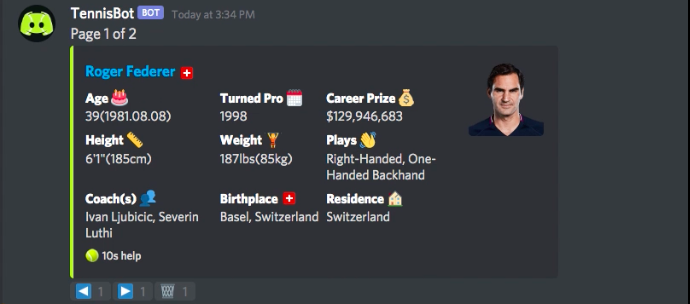 TennisBot BOT Today at 3:34 PM
Page 1 of 2
Roger Federer
Age Turned Pro Career Prize
39(1981.08.08) 1998 $129,946,683
Height Weight Plays
6'1"(185cm) 187lbs(85kg) Right-Handed, One-
Handed Backhand
Coach(s) Birthplace Residence
Ivan Ljubicic, Severin Basel, Switzerland Switzerland
Luthi
10s help
1 1 1